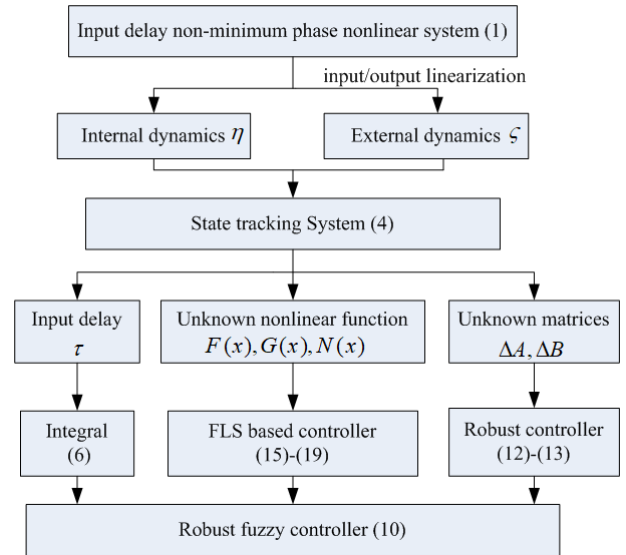 Input delay non-minimum phase nonlinear system (1)
input/output linearization
Internal dynamics η
External dynamics ς
State tracking System (4)
Input delay
τ
Unknown nonlinear function
F(x), G(x), N(x)
Unknown matrices
ΔA, ΔB
Integral
(6)
FLS based controller
(15)-(19)
Robust controller
(12)-(13)
Robust fuzzy controller (10)